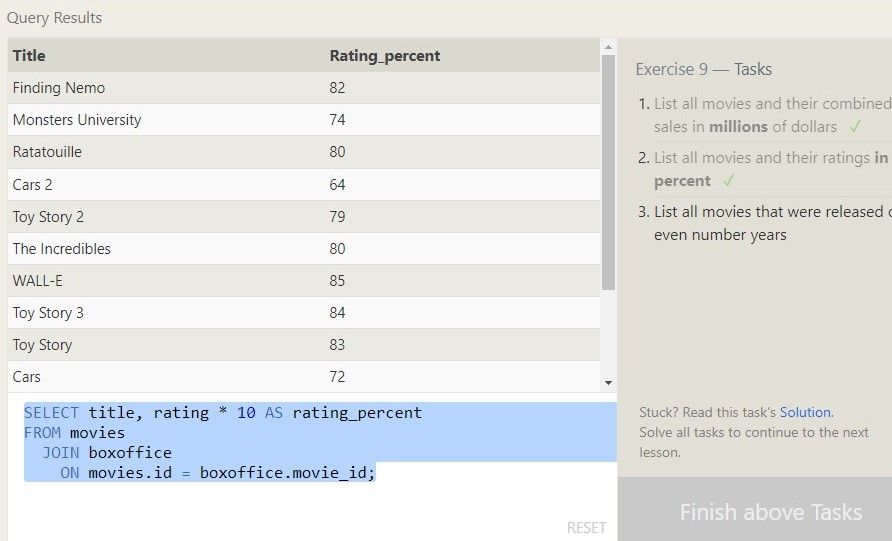 Query Results
Title Rating_percent
Finding Nemo 82
Monsters University 74
Ratatouille 80
Cars 2 64
Toy Story 2 79
The Incredibles 80
WALL-E 85
Toy Story 3 84
Toy Story 83
Cars 72
SELECT title, rating * 10 AS rating_percent
FROM movies
JOIN boxoffice
ON movies.id = boxoffice.movie_id;
RESET
Exercise 9 — Tasks
1. List all movies and their combined
sales in millions of dollars ✓
2. List all movies and their ratings in
percent ✓
3. List all movies that were released
even number years
Stuck? Read this task's Solution.
Solve all tasks to continue to the next
lesson.
Finish above Tasks